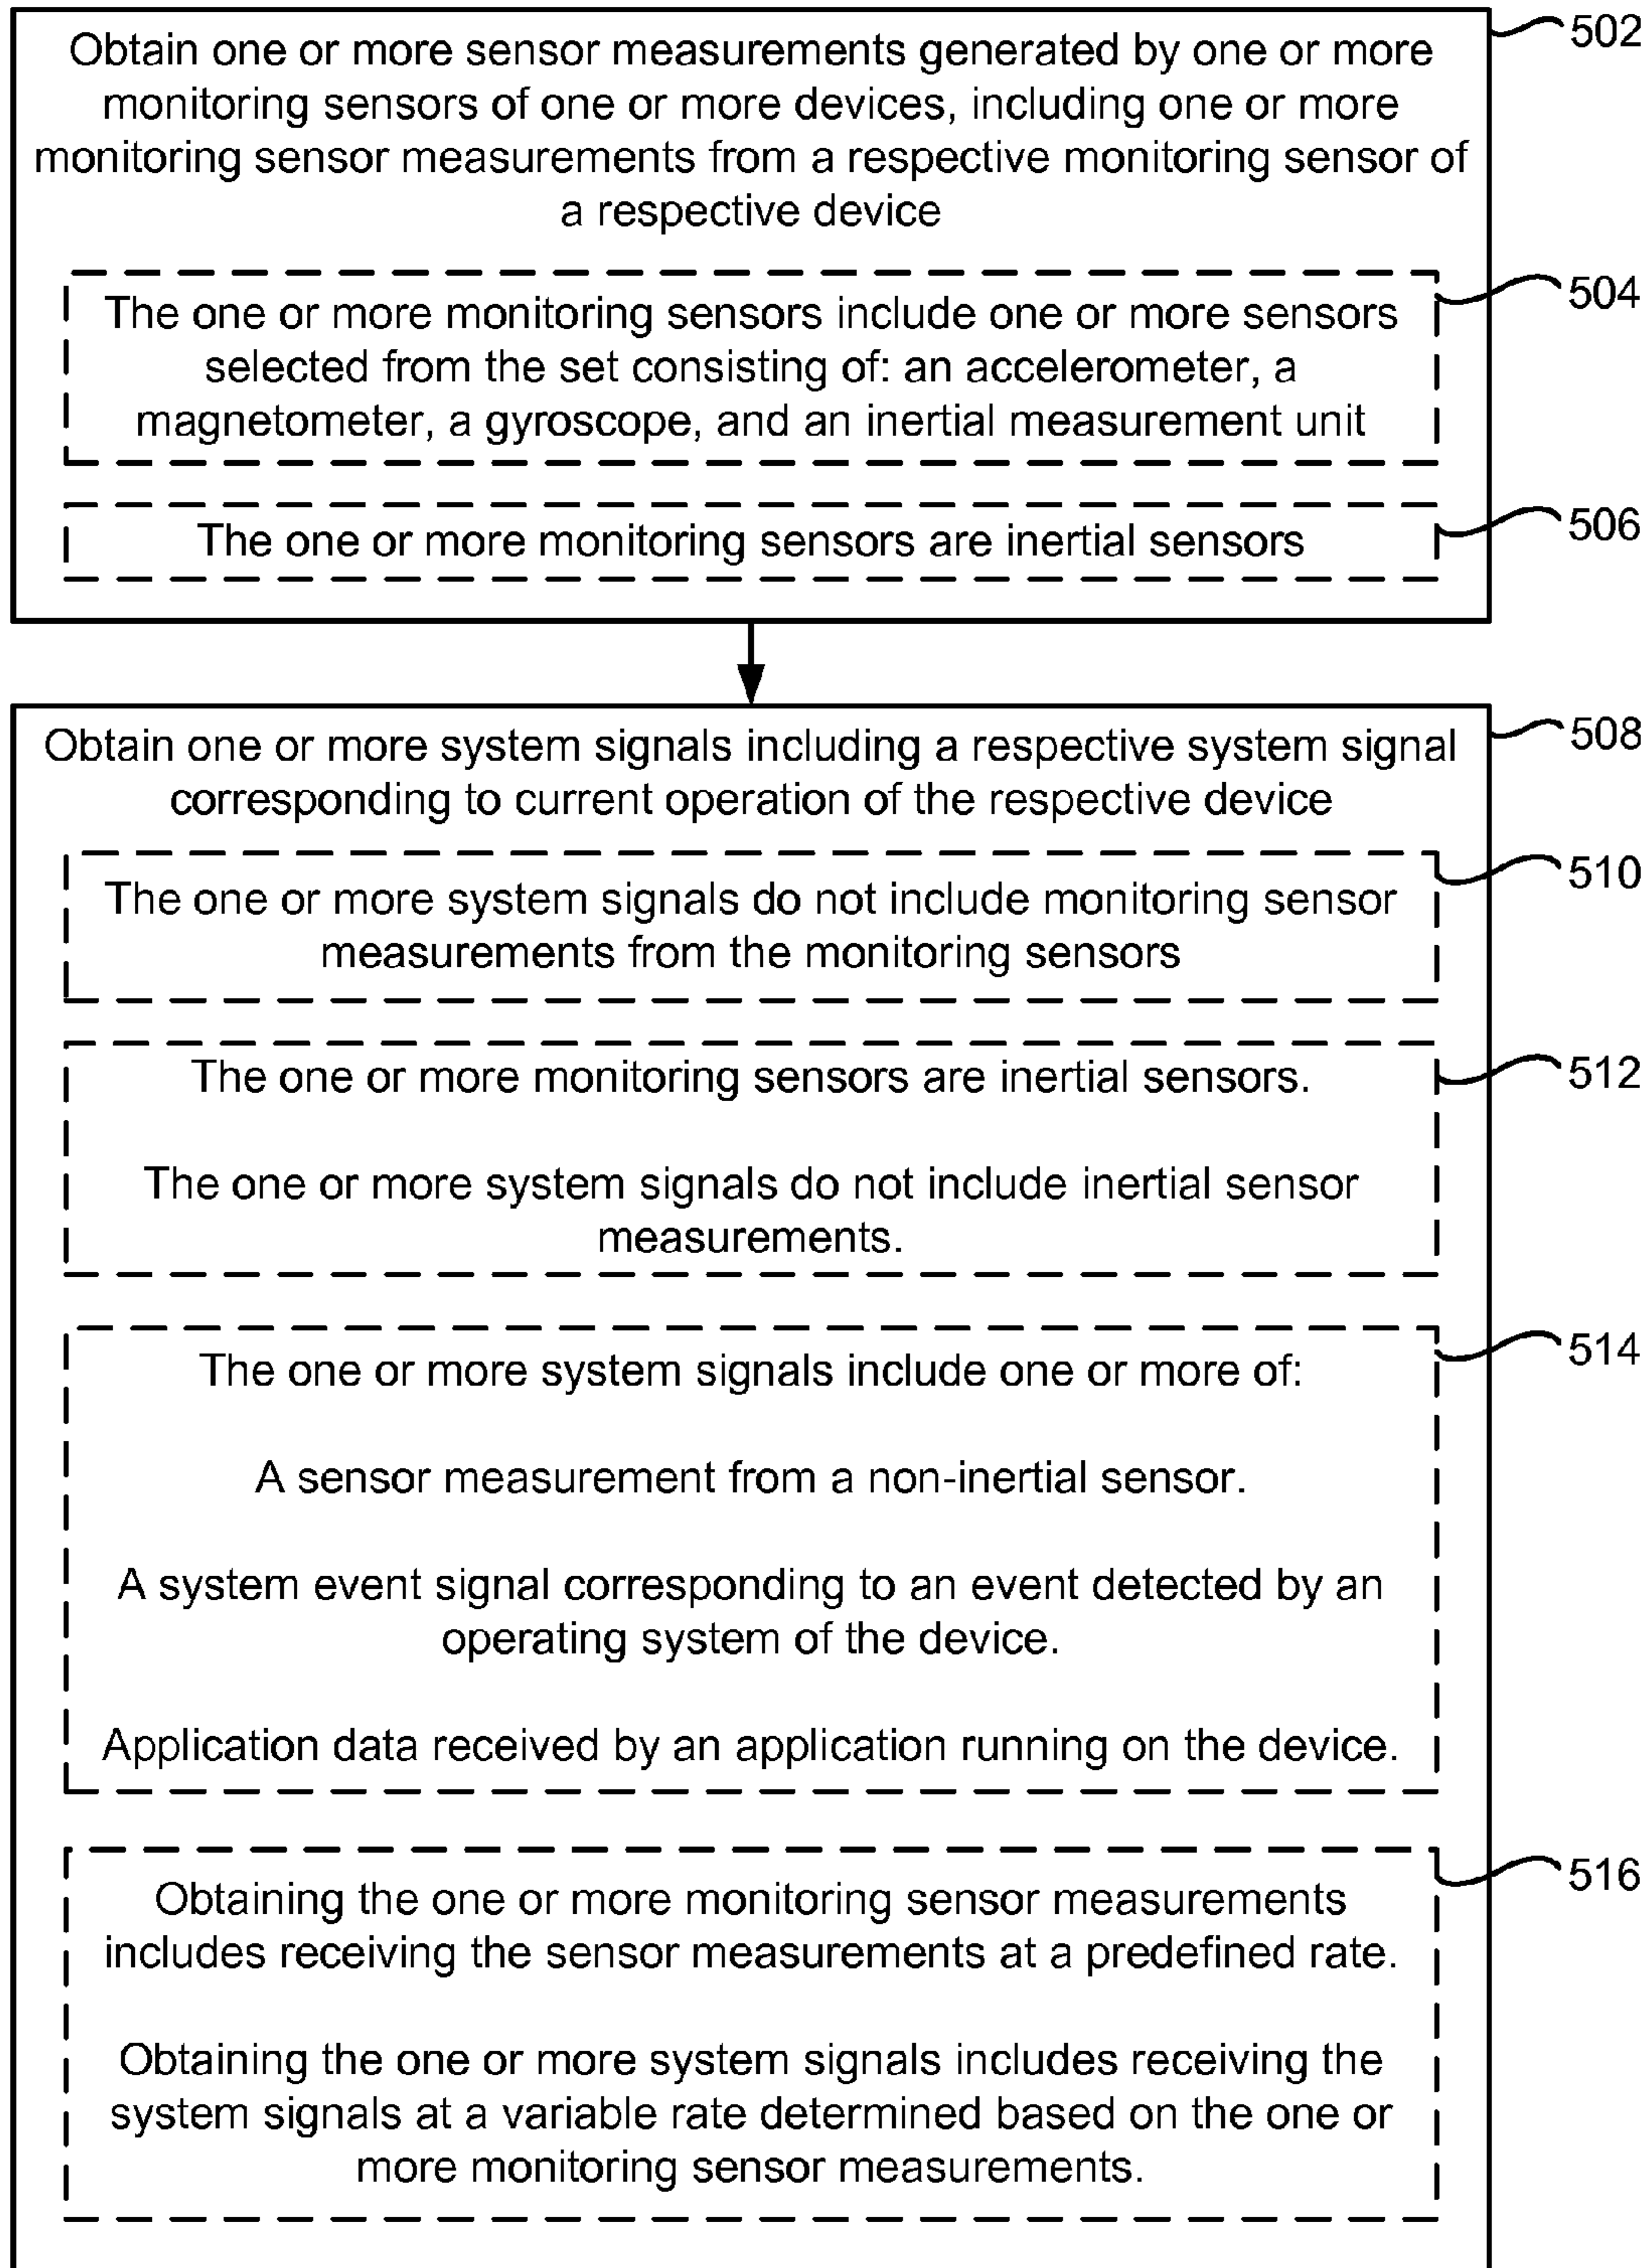 Obtain one or more sensor measurements generated by one or more
monitoring sensors of one or more devices, including one or more
monitoring sensor measurements from a respective monitoring sensor of
a respective device
502
The one or more monitoring sensors include one or more sensors
selected from the set consisting of: an accelerometer, a
magnetometer, a gyroscope, and an inertial measurement unit
504
The one or more monitoring sensors are inertial sensors
506
Obtain one or more system signals including a respective system signal
corresponding to current operation of the respective device
508
The one or more system signals do not include monitoring sensor
measurements from the monitoring sensors
510
The one or more monitoring sensors are inertial sensors.
The one or more system signals do not include inertial sensor
measurements.
512
The one or more system signals include one or more of:
A sensor measurement from a non-inertial sensor.
A system event signal corresponding to an event detected by an
operating system of the device.
Application data received by an application running on the device.
514
Obtaining the one or more monitoring sensor measurements
includes receiving the sensor measurements at a predefined rate.
Obtaining the one or more system signals includes receiving the
system signals at a variable rate determined based on the one or
more monitoring sensor measurements.
516